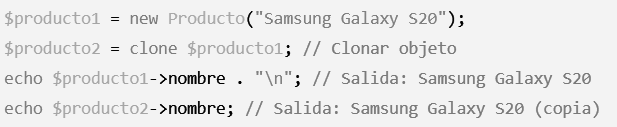 $producto1 = new Producto("Samsung Galaxy S20");
$producto2 = clone $producto1; // Clonar objeto
echo $producto1->nombre . "\n"; // Salida: Samsung Galaxy S20
echo $producto2->nombre; // Salida: Samsung Galaxy S20 (copia)